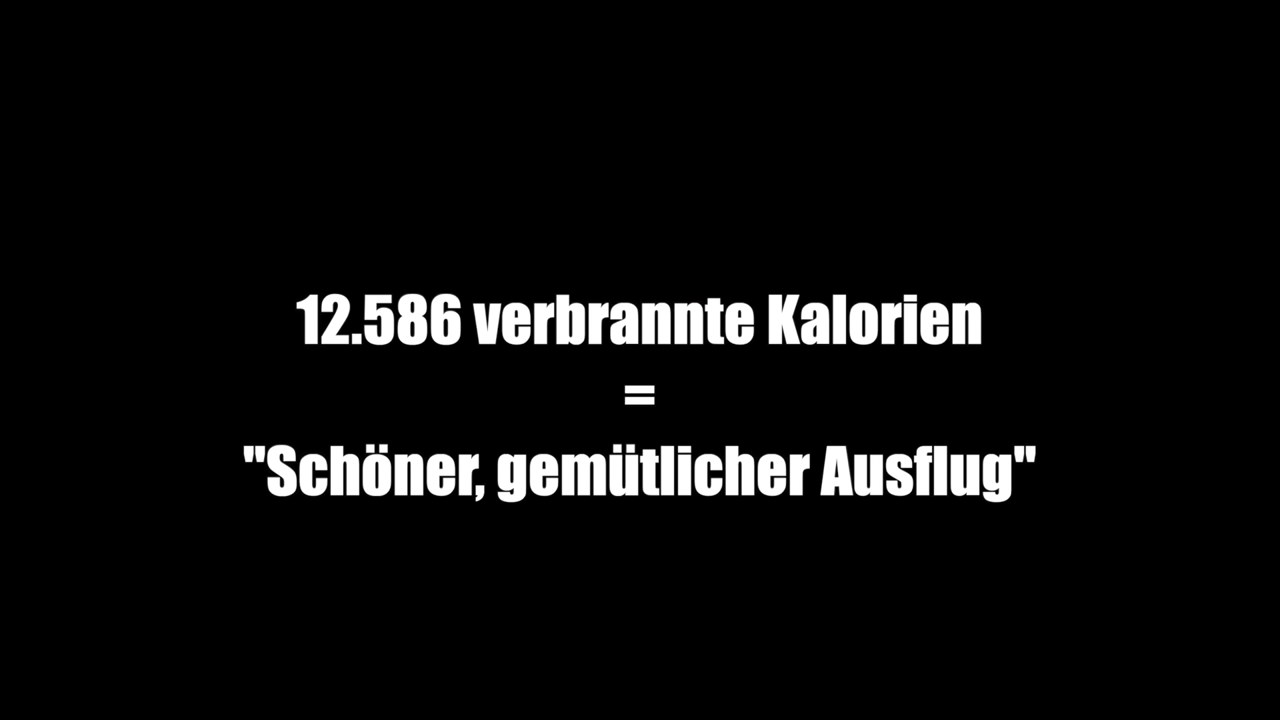 12.586 verbrannte Kalorien
=
"Schöner, gemütlicher Ausflug"